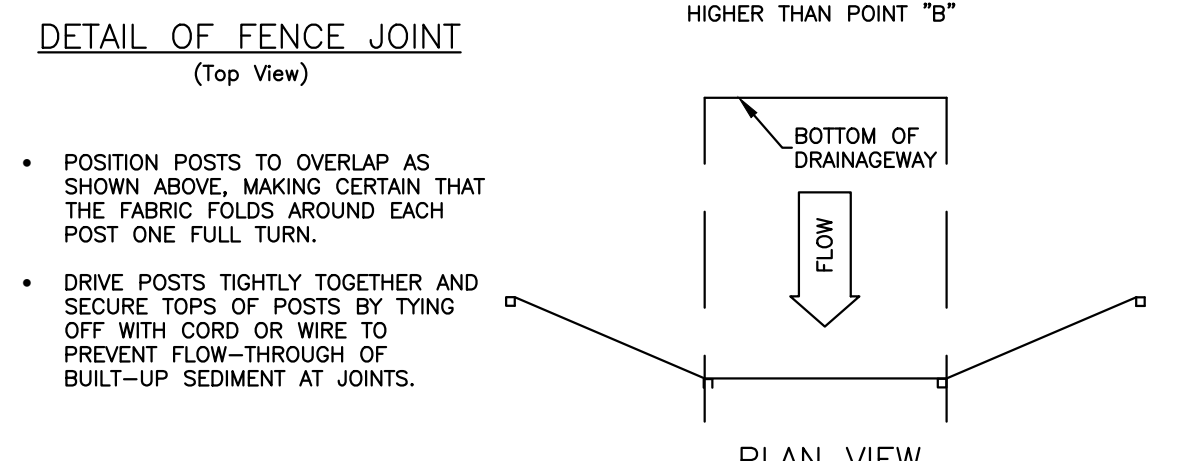 DETAIL OF FENCE JOINT
(Top View)
• POSITION POSTS TO OVERLAP AS
SHOWN ABOVE, MAKING CERTAIN THAT
THE FABRIC FOLDS AROUND EACH
POST ONE FULL TURN.
• DRIVE POSTS TIGHTLY TOGETHER AND
SECURE TOPS OF POSTS BY TYING
OFF WITH CORD OR WIRE TO
PREVENT FLOW–THROUGH OF
BUILT–UP SEDIMENT AT JOINTS.
HIGHER THAN POINT "B"
BOTTOM OF
DRAINAGEWAY
FLOW
PLAN VIEW